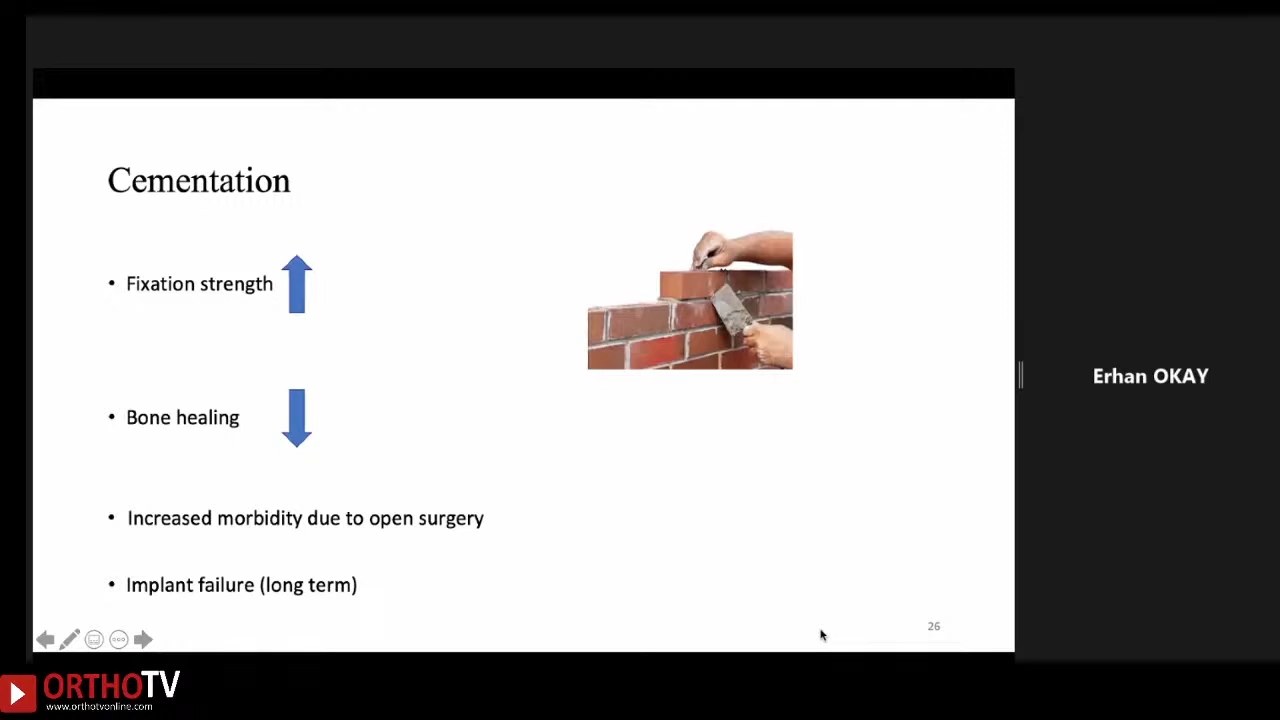 Cementation
• Fixation strength
• Bone healing
• Increased morbidity due to open surgery
• Implant failure (long term)
26
Erhan OKAY
ORTHOTV
www.orthotvonline.com